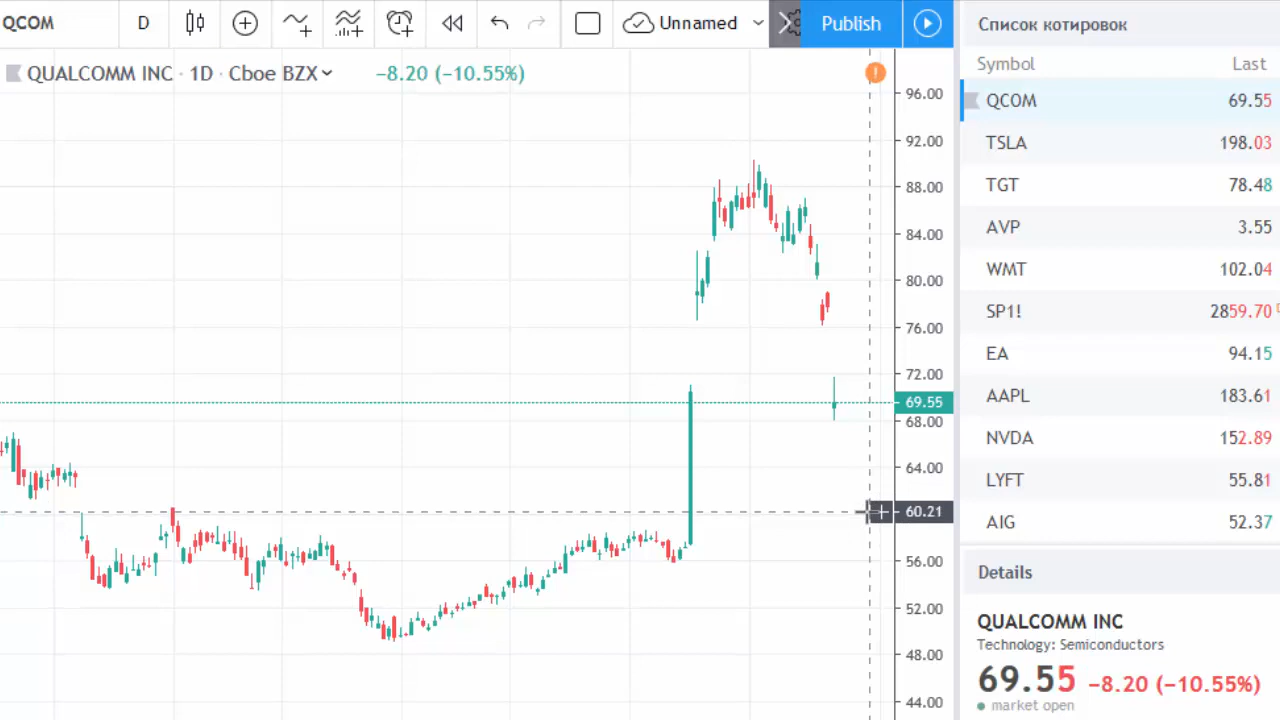 QCOM D Unnamed Publish
QUALCOMM INC · 1D · Cboe BZX −8.20 (−10.55%)
96.00
92.00
88.00
84.00
80.00
76.00
72.00
69.55
68.00
64.00
60.21
56.00
52.00
48.00
44.00
Список котировок
Symbol Last
QCOM 69.55
TSLA 198.03
TGT 78.48
AVP 3.55
WMT 102.04
SP1! 2859.70
EA 94.15
AAPL 183.61
NVDA 152.89
LYFT 55.81
AIG 52.37
Details
QUALCOMM INC
Technology: Semiconductors
69.55 −8.20 (−10.55%)
market open